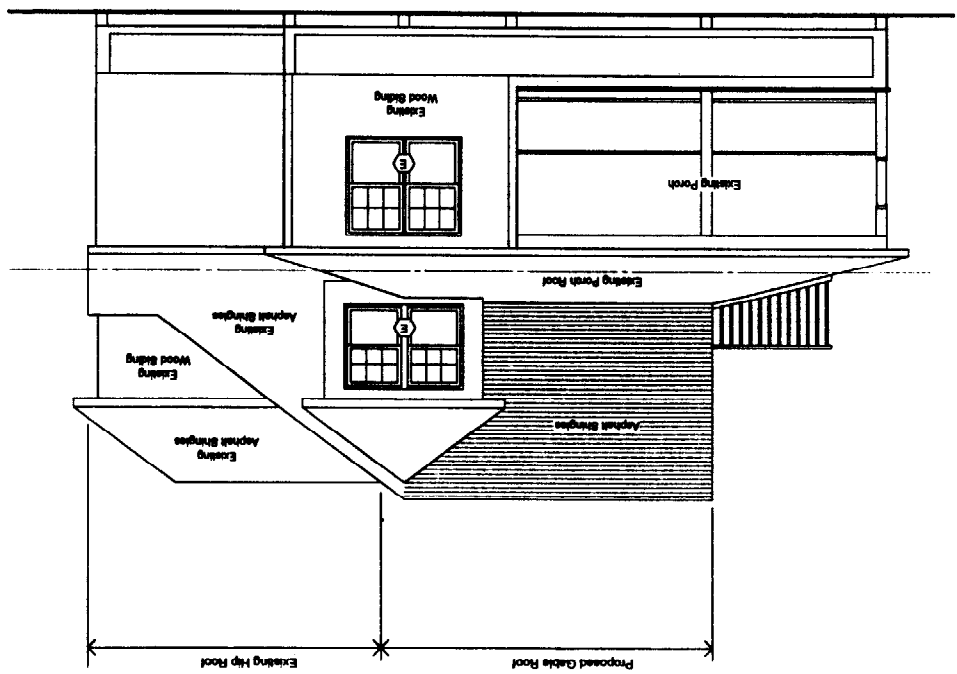 Proposed Gable Roof
Existing Hip Roof
Existing
Asphalt Shingles
Asphalt Shingles
Existing
Wood Siding
E
Existing
Asphalt Shingles
Existing Porch Roof
Existing Porch
E
Existing
Wood Siding